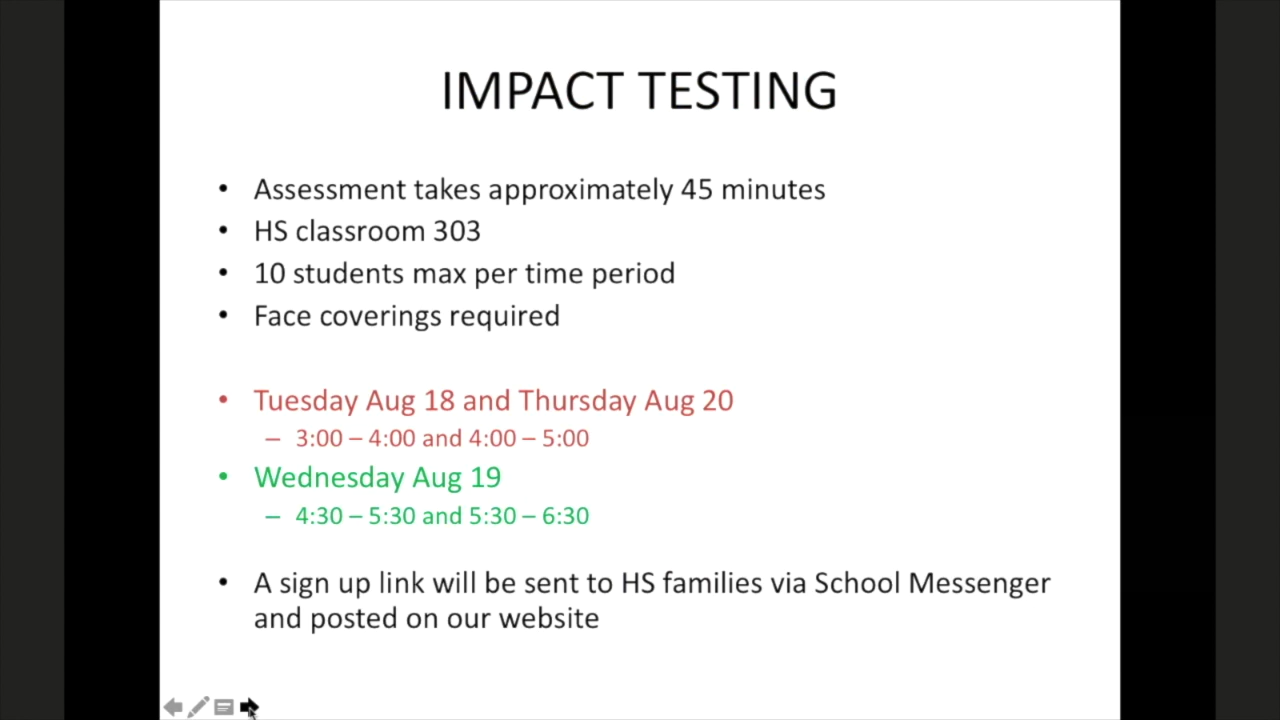 IMPACT TESTING
• Assessment takes approximately 45 minutes
• HS classroom 303
• 10 students max per time period
• Face coverings required
• Tuesday Aug 18 and Thursday Aug 20
– 3:00 – 4:00 and 4:00 – 5:00
• Wednesday Aug 19
– 4:30 – 5:30 and 5:30 – 6:30
• A sign up link will be sent to HS families via School Messenger
and posted on our website